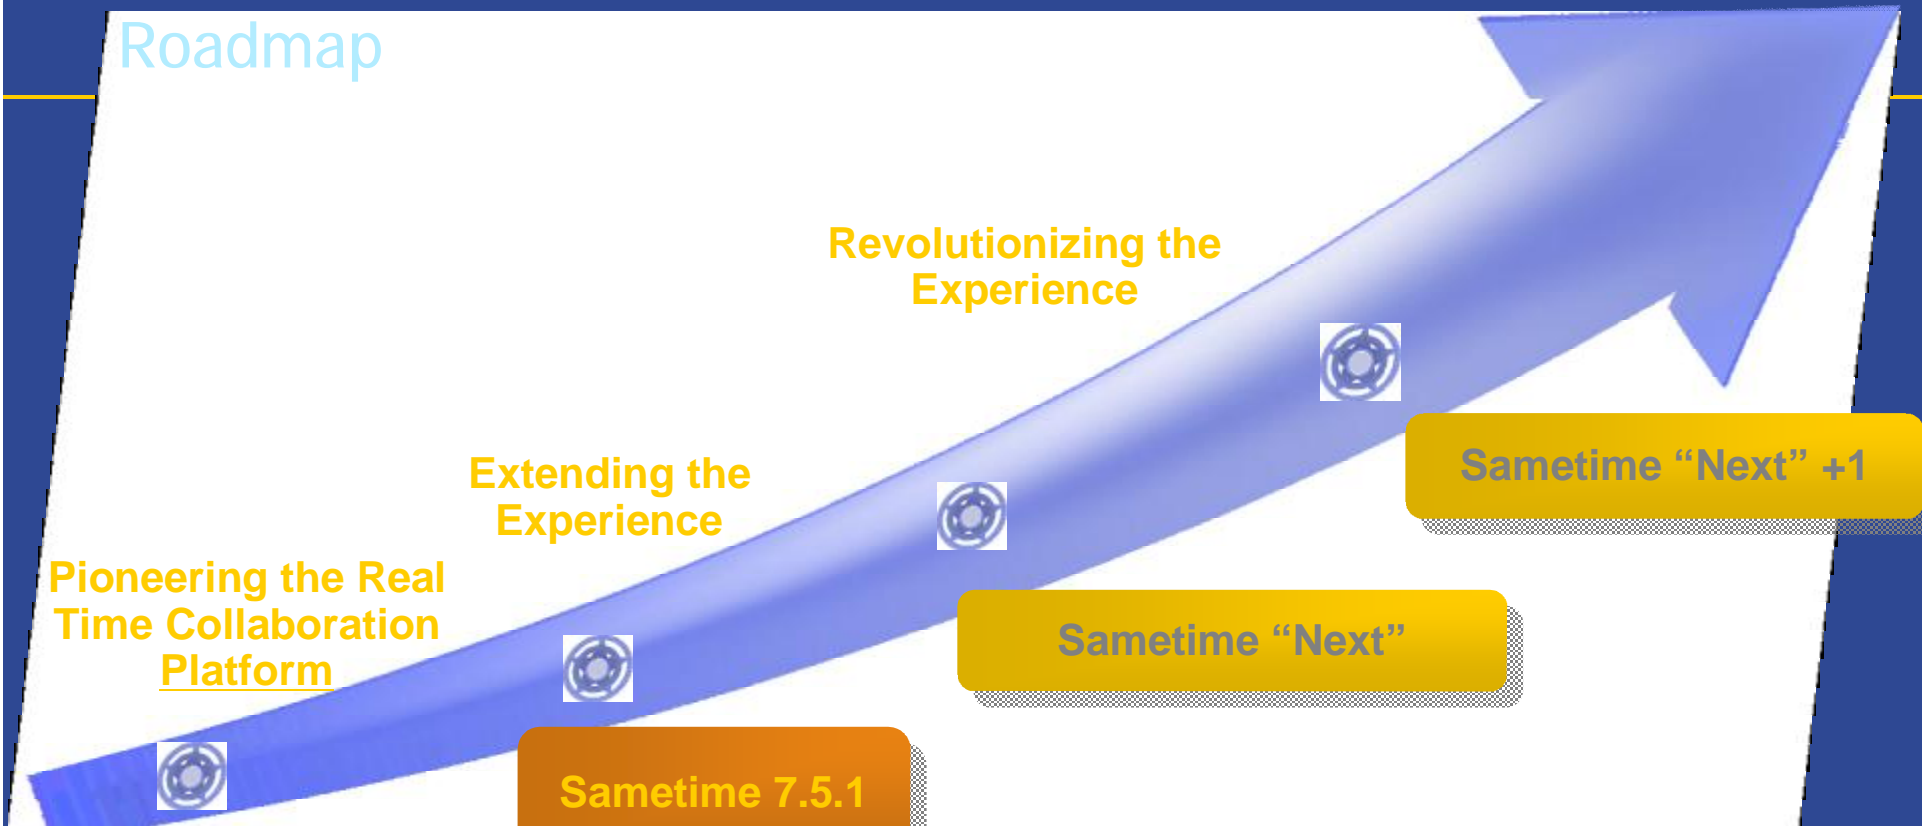 Roadmap
Revolutionizing the
Experience
Extending the
Experience
Pioneering the Real
Time Collaboration
Platform
Sametime “Next” +1
Sametime “Next”
Sametime 7.5.1